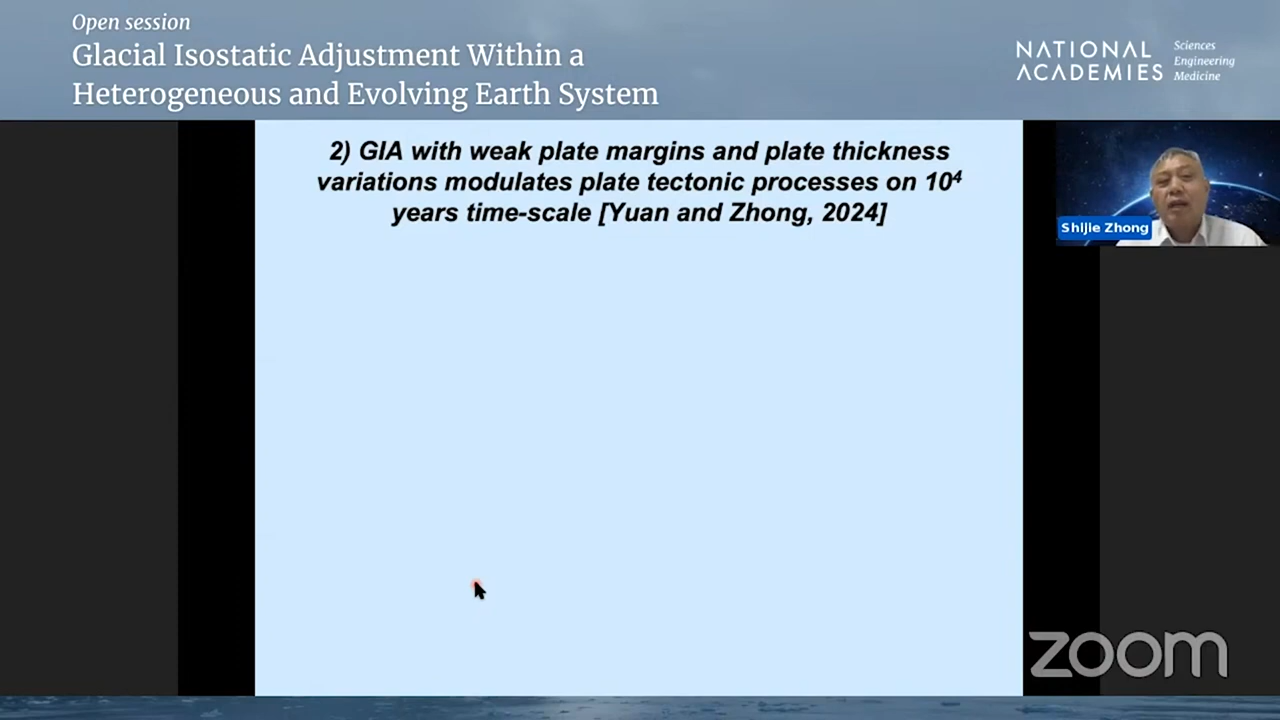 Open session
Glacial Isostatic Adjustment Within a
Heterogeneous and Evolving Earth System
NATIONAL
ACADEMIES
Sciences
Engineering
Medicine
2) GIA with weak plate margins and plate thickness
variations modulates plate tectonic processes on 10⁴
years time-scale [Yuan and Zhong, 2024]
Shijie Zhong
zoom